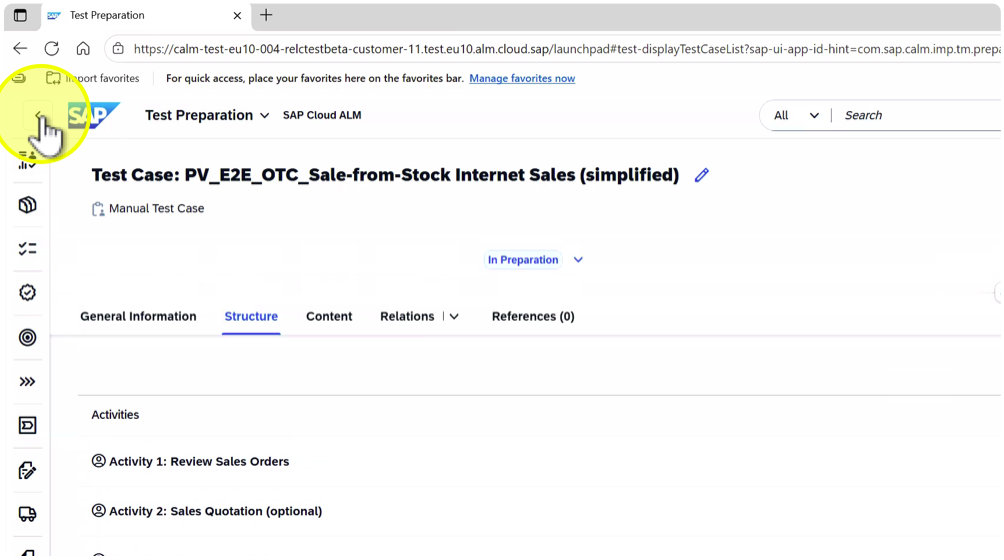 Test Preparation
https://calm-test-eu10-004-relctestbeta-customer-11.test.eu10.alm.cloud.sap/launchpad#test-displayTestCaseList?sap-ui-app-id-hint=com.sap.calm.imp.tm.prepa
Import favorites For quick access, place your favorites here on the favorites bar. Manage favorites now
SAP Test Preparation SAP Cloud ALM All Search
Test Case: PV_E2E_OTC_Sale-from-Stock Internet Sales (simplified)
Manual Test Case
In Preparation
General Information Structure Content Relations References (0)
Activities
Activity 1: Review Sales Orders
Activity 2: Sales Quotation (optional)